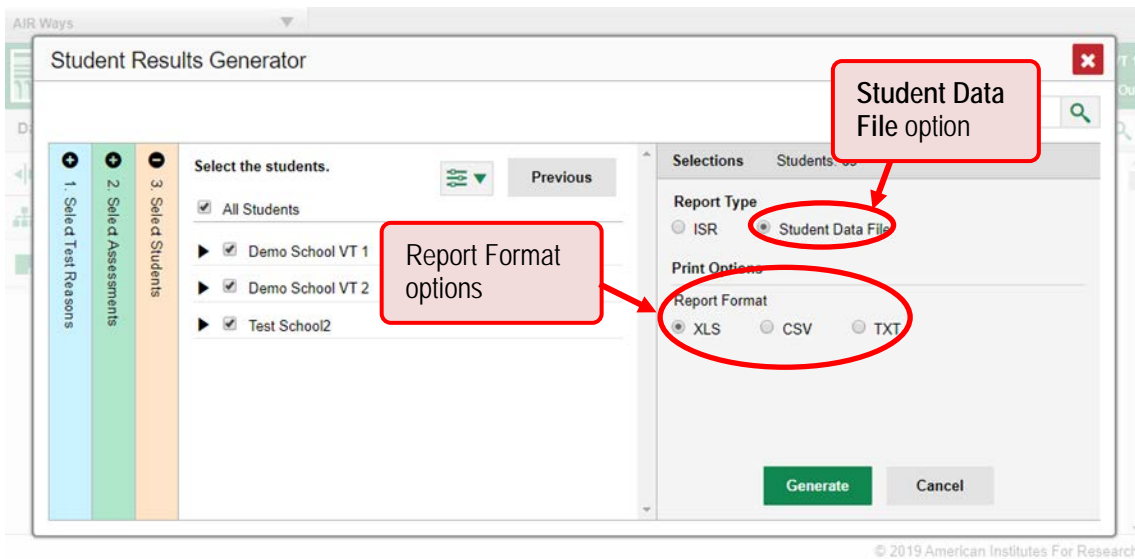 AIR Ways
Student Results Generator
Student Data
File option
1. Select Test Reasons
2. Select Assessments
3. Select Students
Select the students.
Previous
All Students
Demo School VT 1
Demo School VT 2
Test School2
Report Format
options
Selections Students:
Report Type
ISR Student Data File
Print Options
Report Format
XLS CSV TXT
Generate Cancel
© 2019 American Institutes For Research